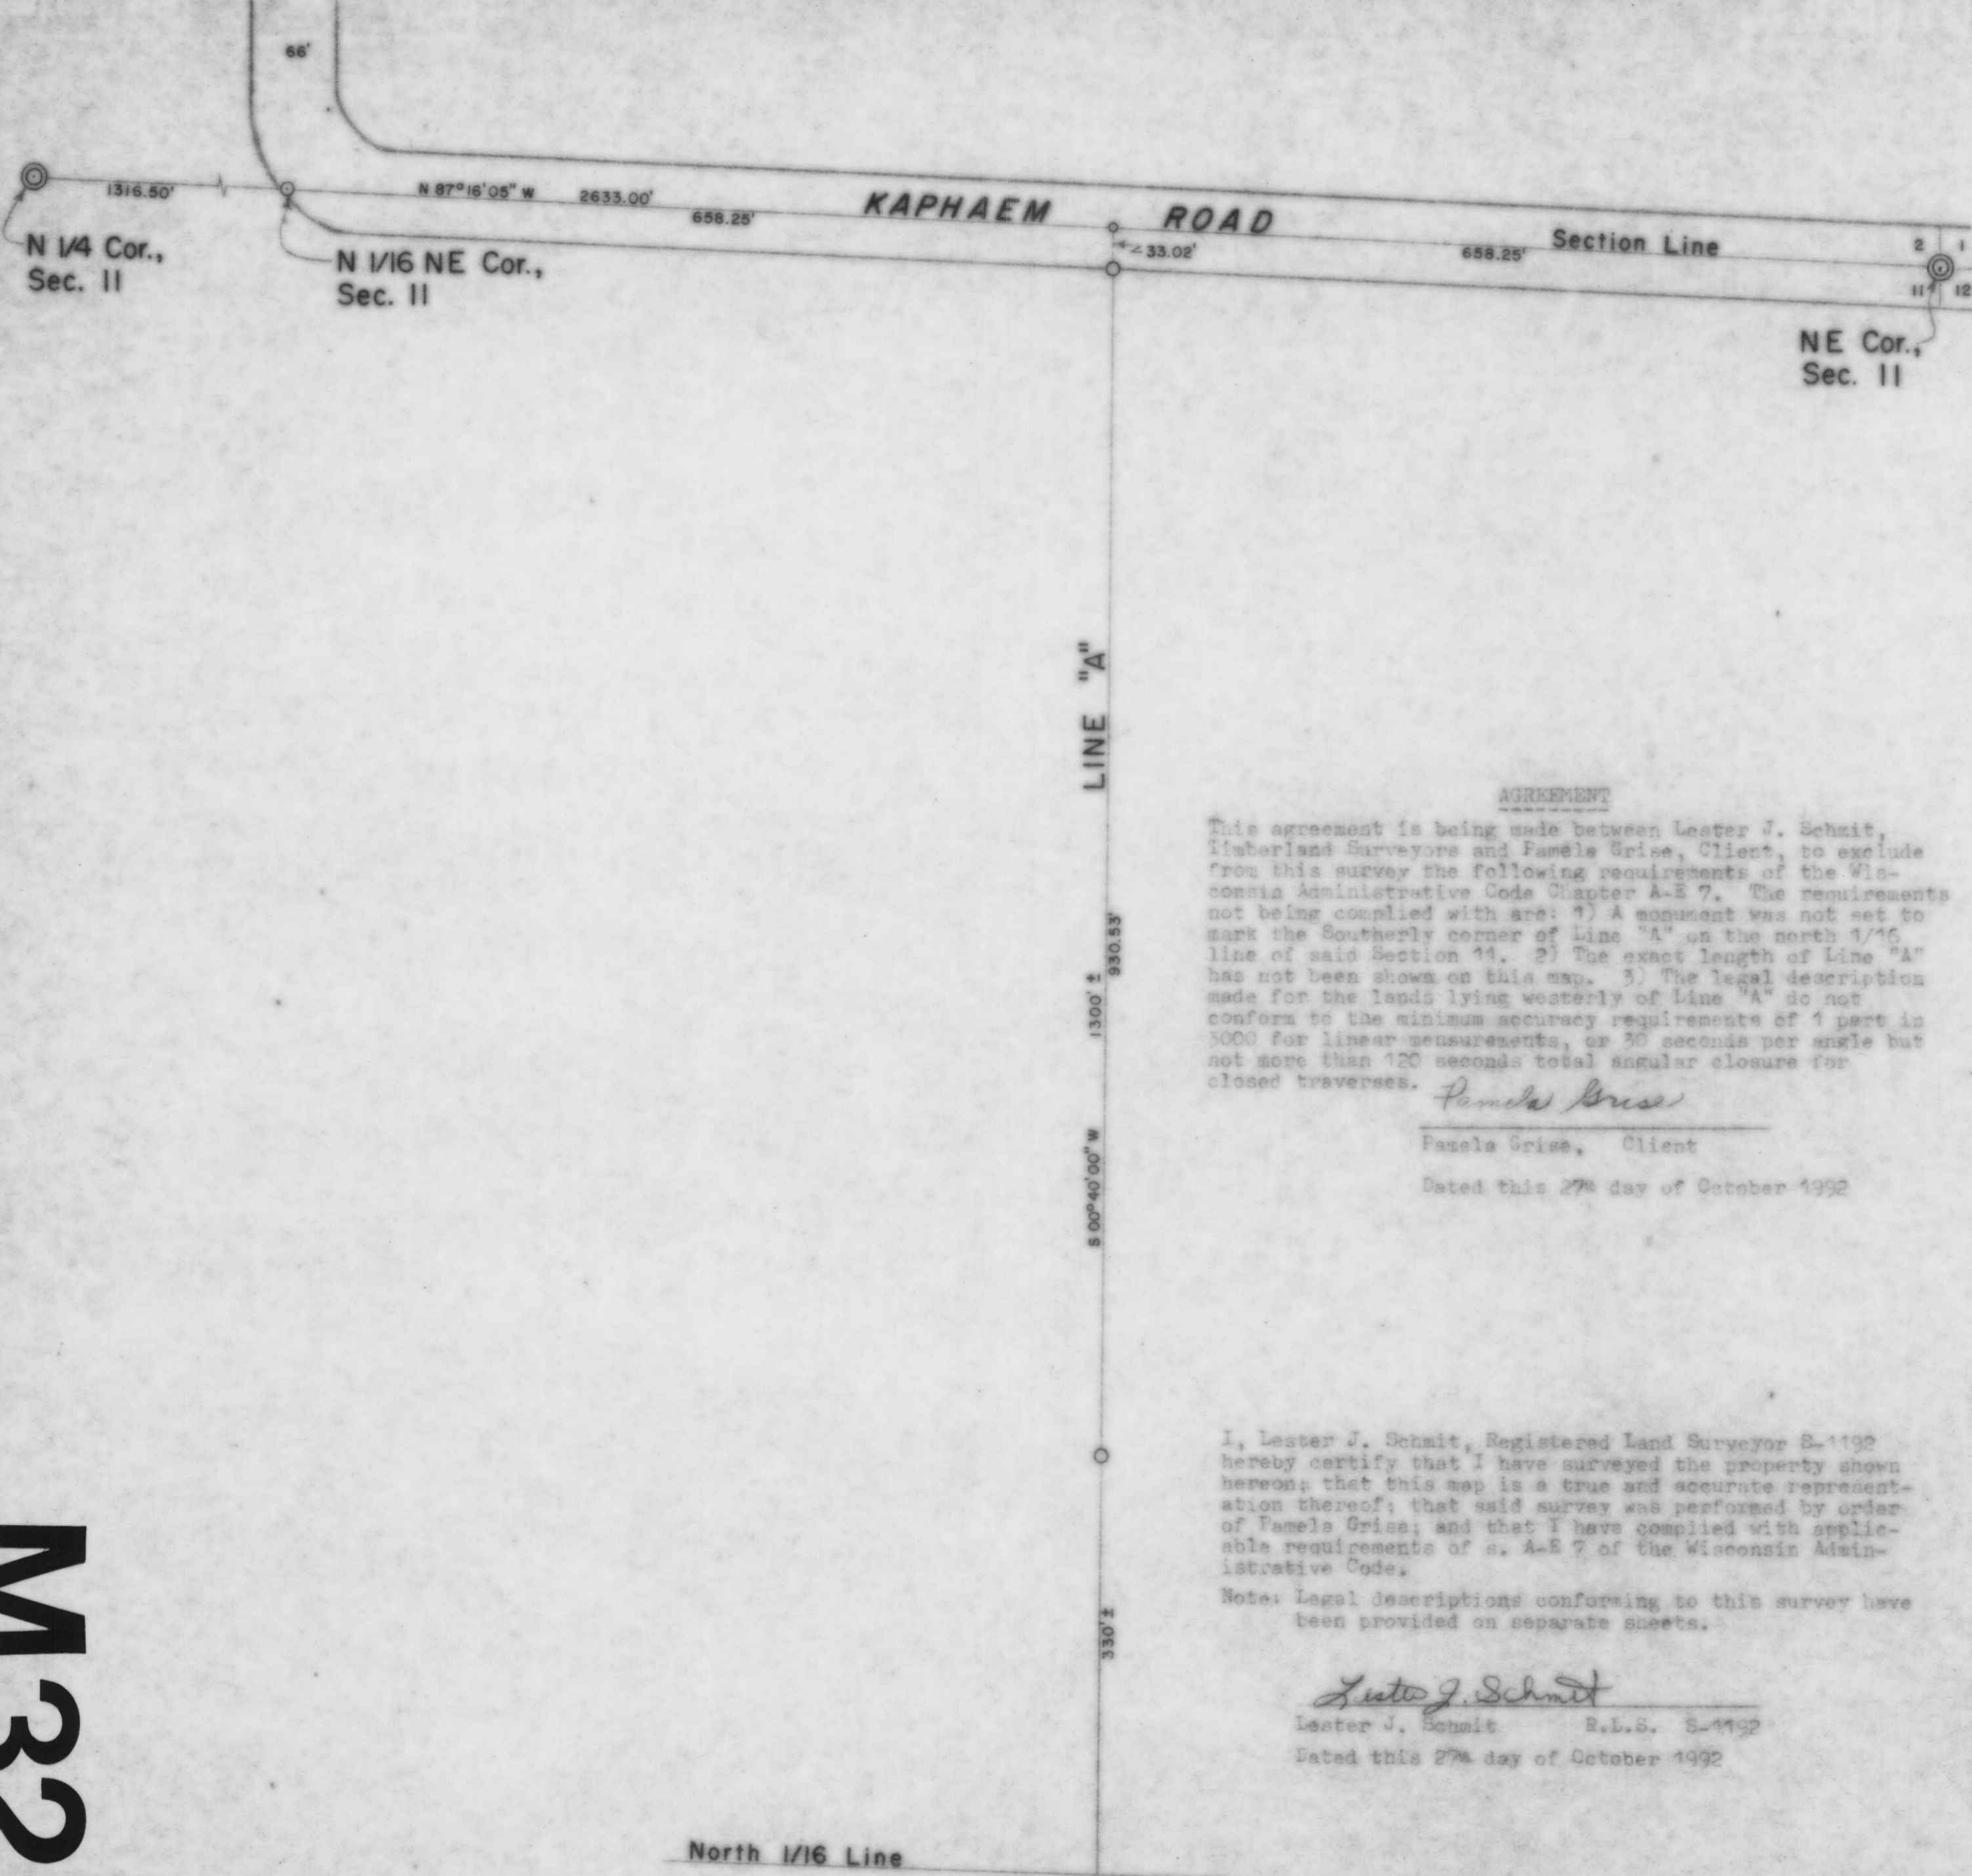 66'
1316.50'
N 87°16'05" W 2633.00'
658.25'
KAPHAEM ROAD
33.02'
658.25'
Section Line
2 1
11 12
N 1/4 Cor.,
Sec. 11
N 1/16 NE Cor.,
Sec. 11
NE Cor.,
Sec. 11
LINE "A"
930.53'
1300' ±
S 00°40'00" W
330' ±
AGREEMENT
This agreement is being made between Lester J. Schmit,
Timberland Surveyors and Pamela Grise, Client, to exclude
from this survey the following requirements of the Wis-
consin Administrative Code Chapter A-E 7. The requirements
not being complied with are: 1) A monument was not set to
mark the Southerly corner of Line "A" on the north 1/16
line of said Section 11. 2) The exact length of Line "A"
has not been shown on this map. 3) The legal description
made for the lands lying westerly of Line "A" do not
conform to the minimum accuracy requirements of 1 part in
3000 for linear measurements, or 30 seconds per angle but
not more than 120 seconds total angular closure for
closed traverses.
Pamela Grise
Pamela Grise, Client
Dated this 27th day of October 1992
I, Lester J. Schmit, Registered Land Surveyor S-1192
hereby certify that I have surveyed the property shown
hereon; that this map is a true and accurate represent-
ation thereof; that said survey was performed by order
of Pamela Grise; and that I have complied with applic-
able requirements of s. A-E 7 of the Wisconsin Admin-
istrative Code.
Note: Legal descriptions conforming to this survey have
been provided on separate sheets.
Lester J. Schmit
Lester J. Schmit R.L.S. S-1192
Dated this 27th day of October 1992
North 1/16 Line
M32